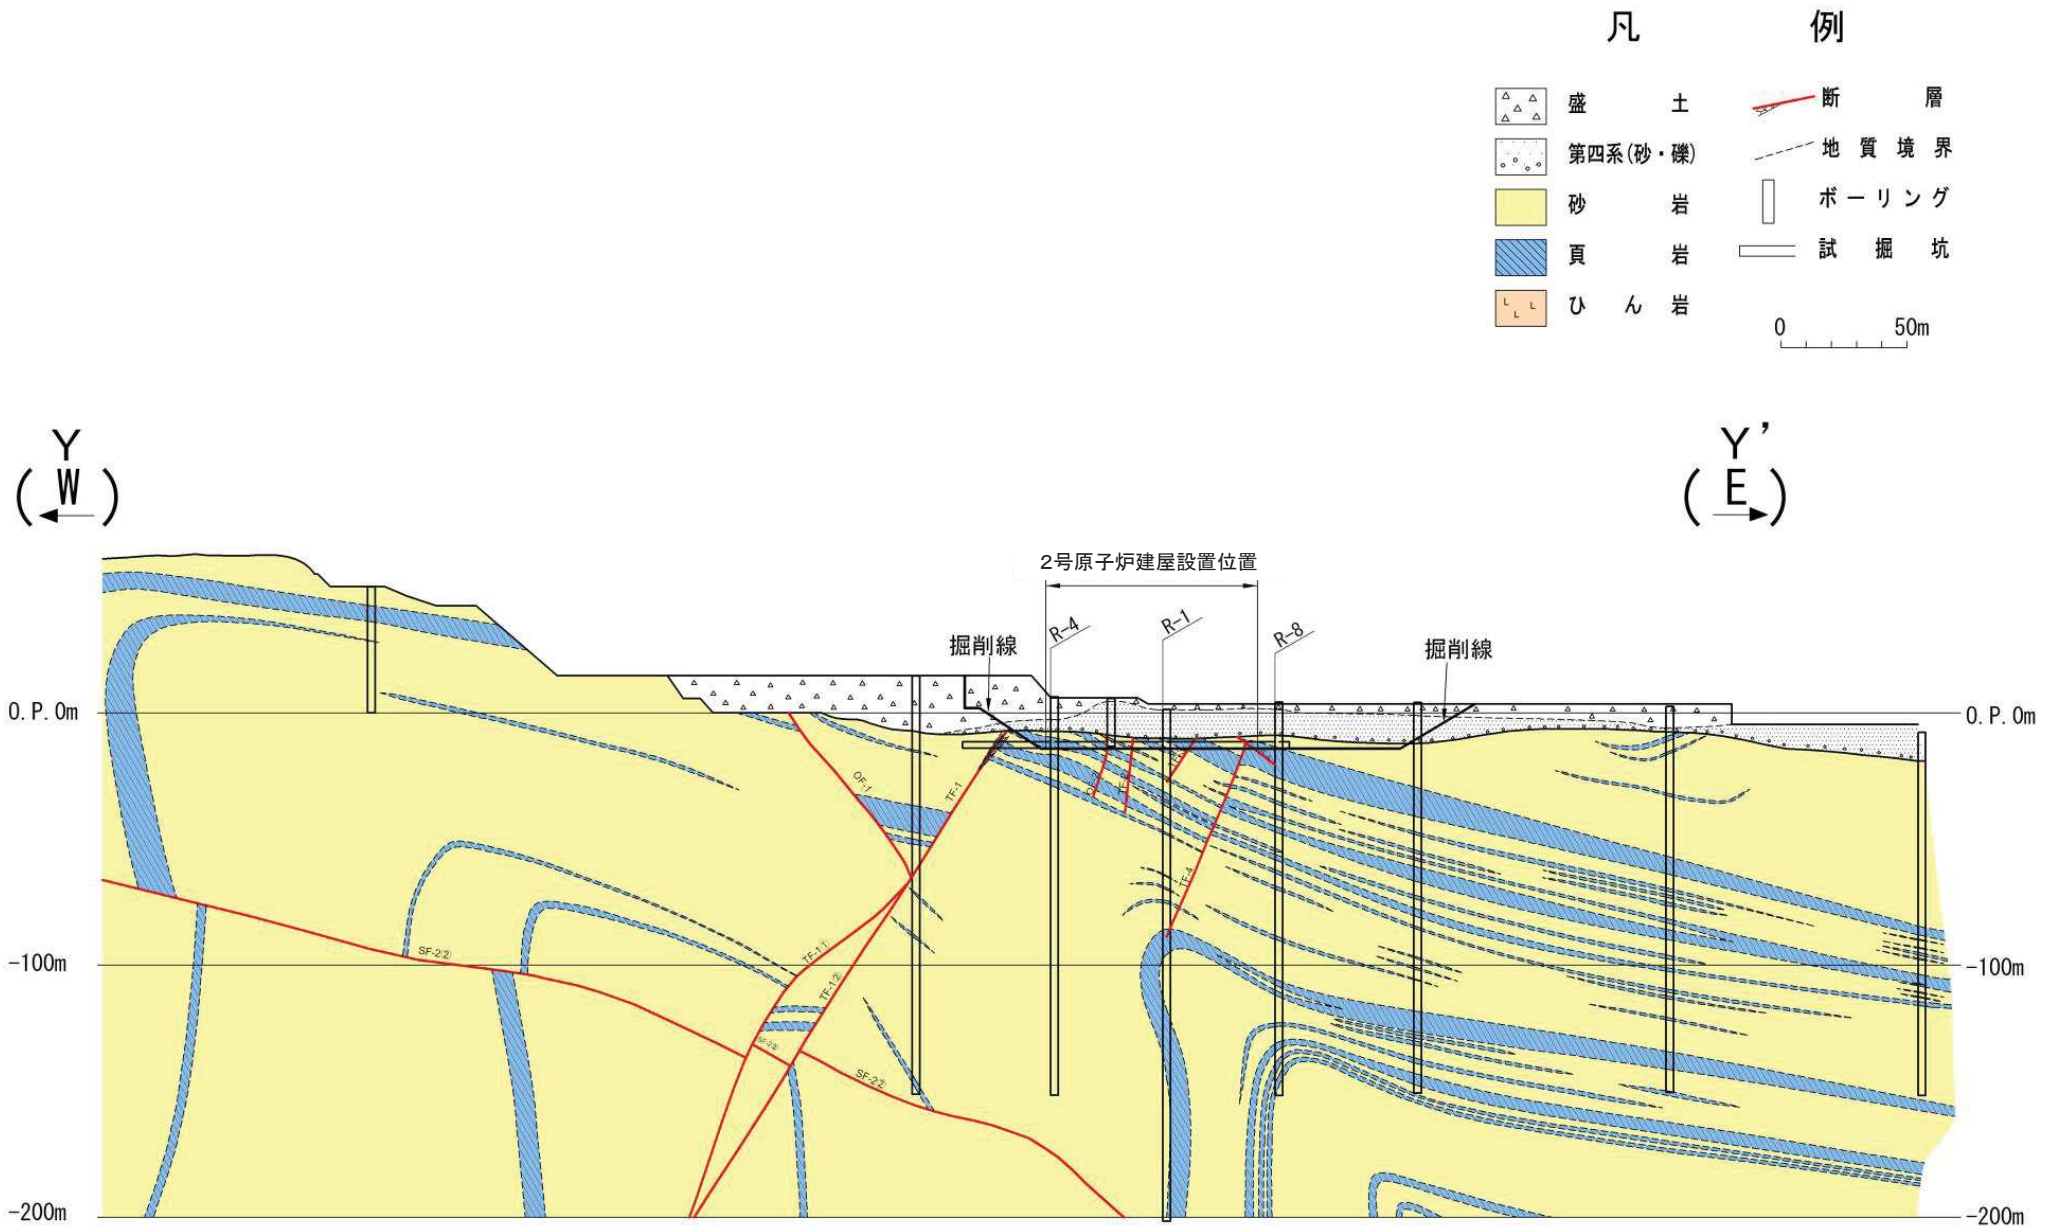 凡例
盛土
断層
第四系(砂・礫)
地質境界
砂岩
ボーリング
頁岩
試掘坑
ひん岩
0 50m
Y
(W)
Y’
(E)
2号原子炉建屋設置位置
R-4
R-1
R-8
掘削線
掘削線
O.P.0m
O.P.0m
OF-1
TF-1
TF-4
TF-1①
SF-2②
-100m
-100m
TF-1②
SF-2②
SF-2②
-200m
-200m